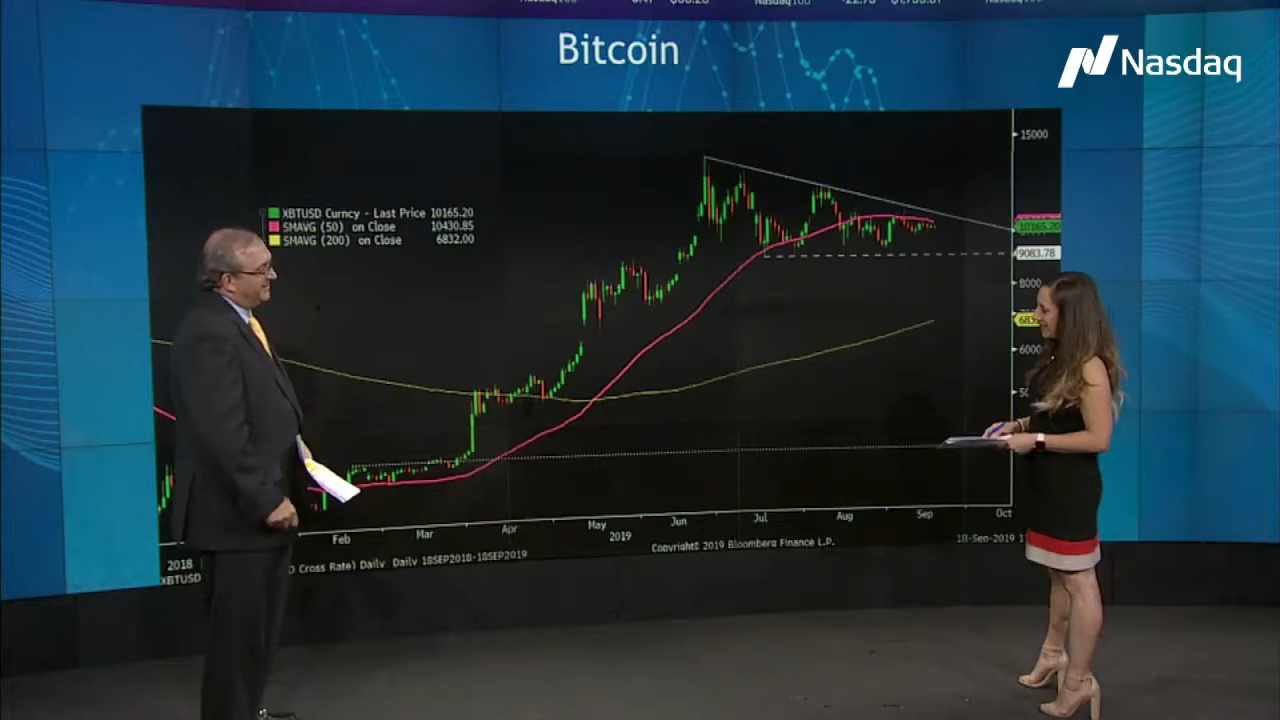 Bitcoin
Nasdaq
15000
XBTUSD Curncy - Last Price 10165.20
SMAVG (50) on Close 10430.85
SMAVG (200) on Close 6832.00
10165.20
9083.78
8000
6000
Feb Mar Apr May Jun Jul Aug Sep Oct
2018 2019
XBTUSD
Cross Rate) Daily Daily 18SEP2018-18SEP2019
Copyright© 2019 Bloomberg Finance L.P.
18-Sep-2019